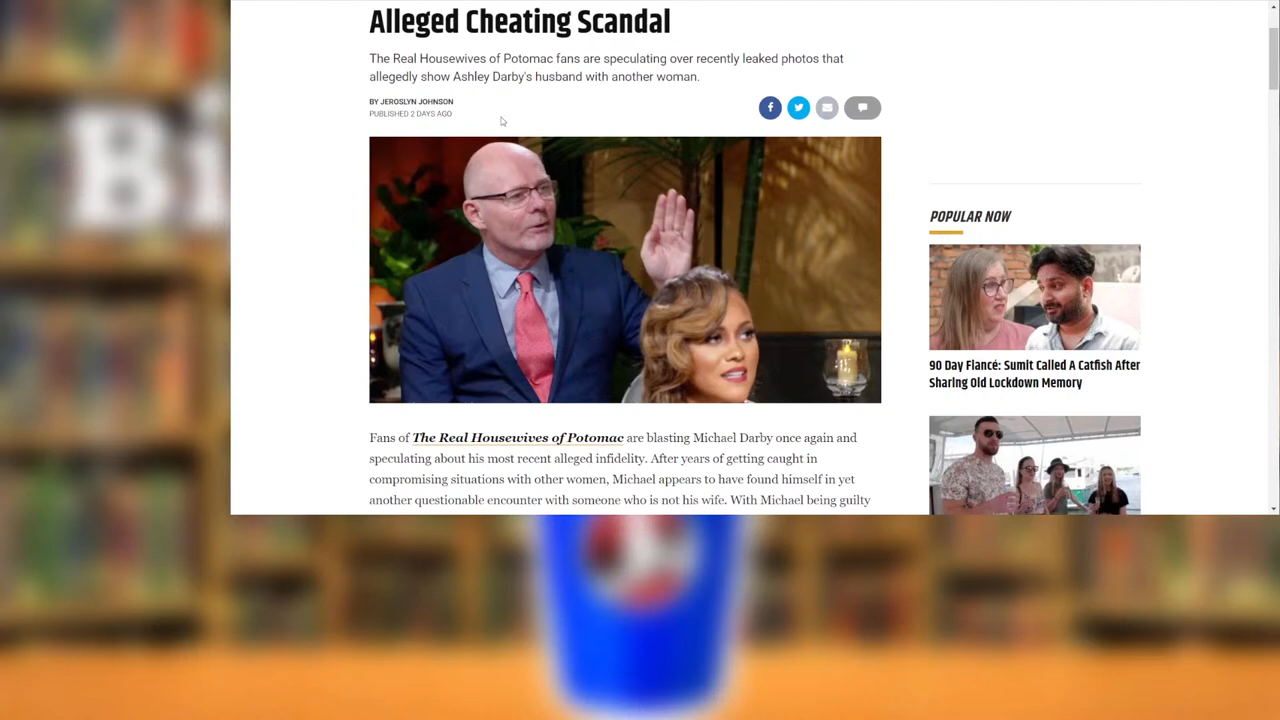 Alleged Cheating Scandal
The Real Housewives of Potomac fans are speculating over recently leaked photos that
allegedly show Ashley Darby's husband with another woman.
BY JEROSLYN JOHNSON
PUBLISHED 2 DAYS AGO
POPULAR NOW
90 Day Fiancé: Sumit Called A Catfish After
Sharing Old Lockdown Memory
Fans of The Real Housewives of Potomac are blasting Michael Darby once again and
speculating about his most recent alleged infidelity. After years of getting caught in
compromising situations with other women, Michael appears to have found himself in yet
another questionable encounter with someone who is not his wife. With Michael being guilty